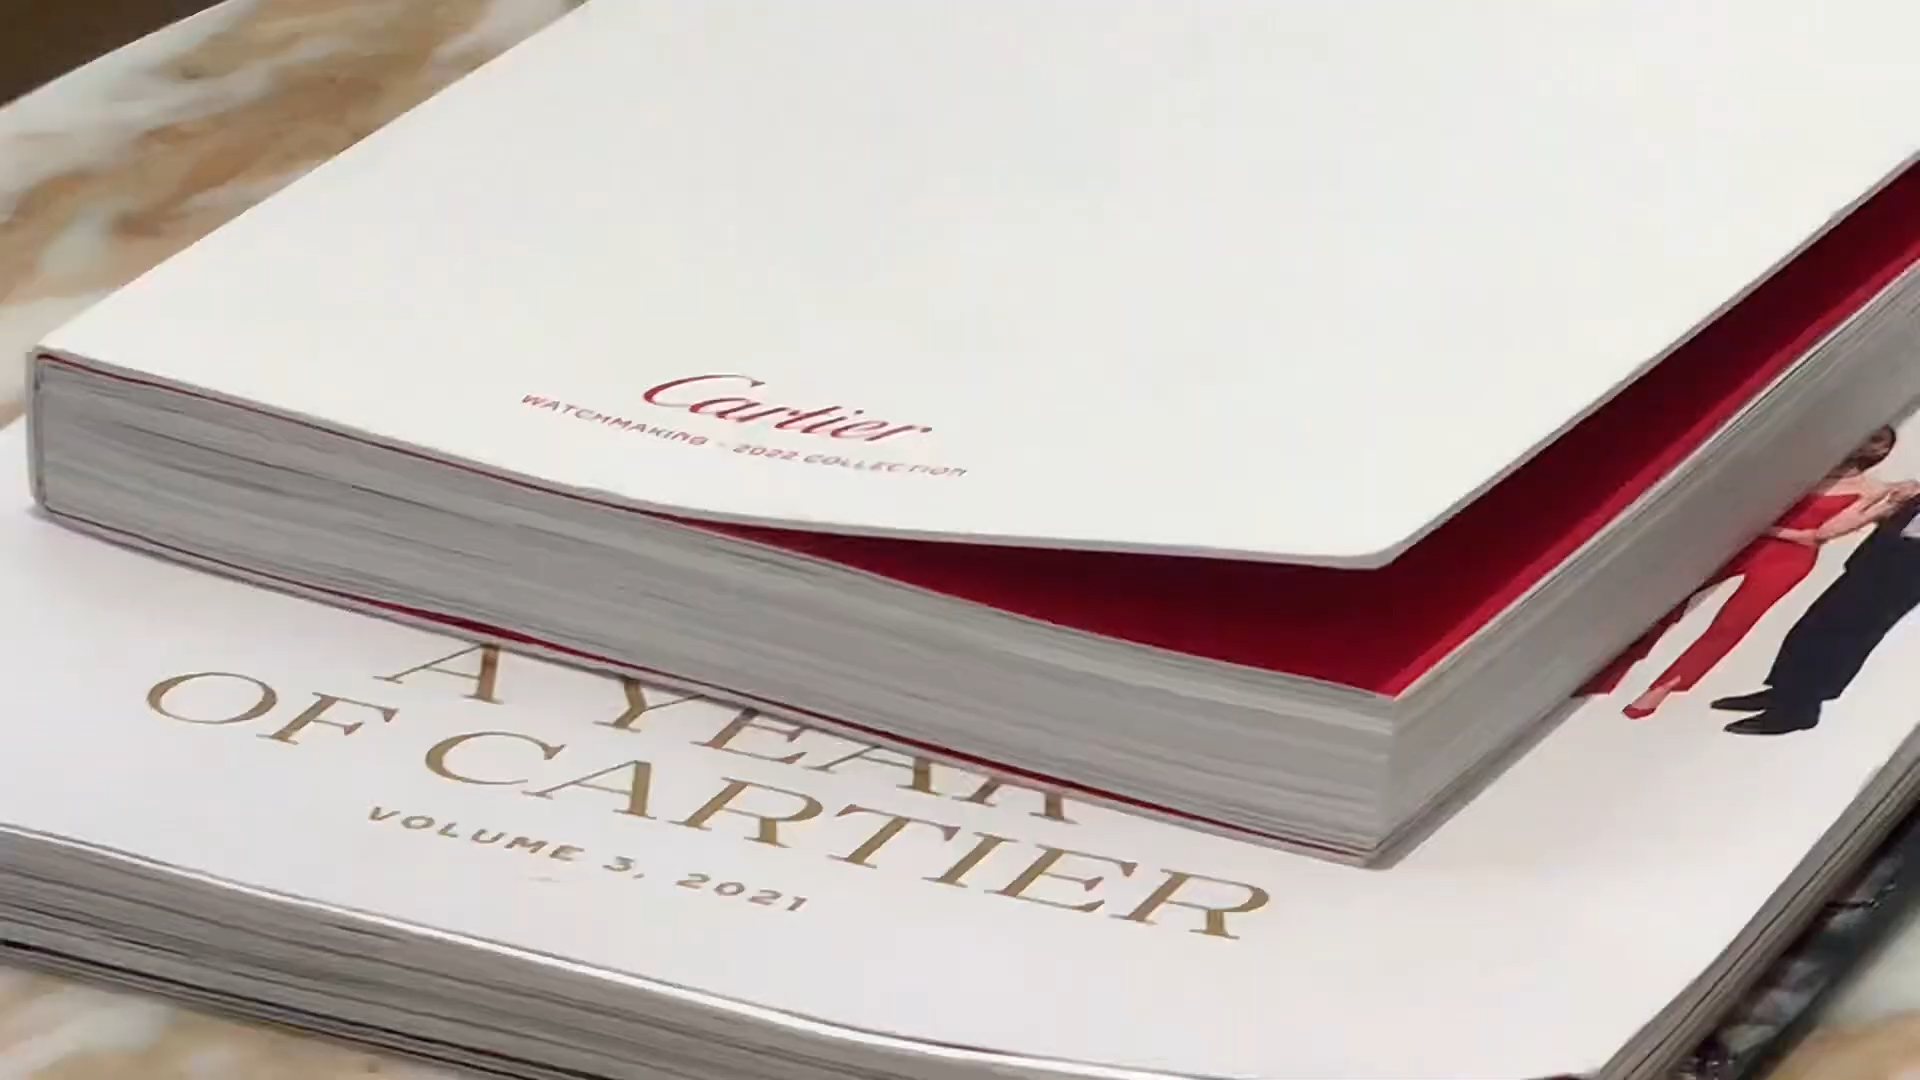 Cartier
WATCHMAKING - 2022 COLLECTION
A YEAR
OF CARTIER
VOLUME 3, 2021